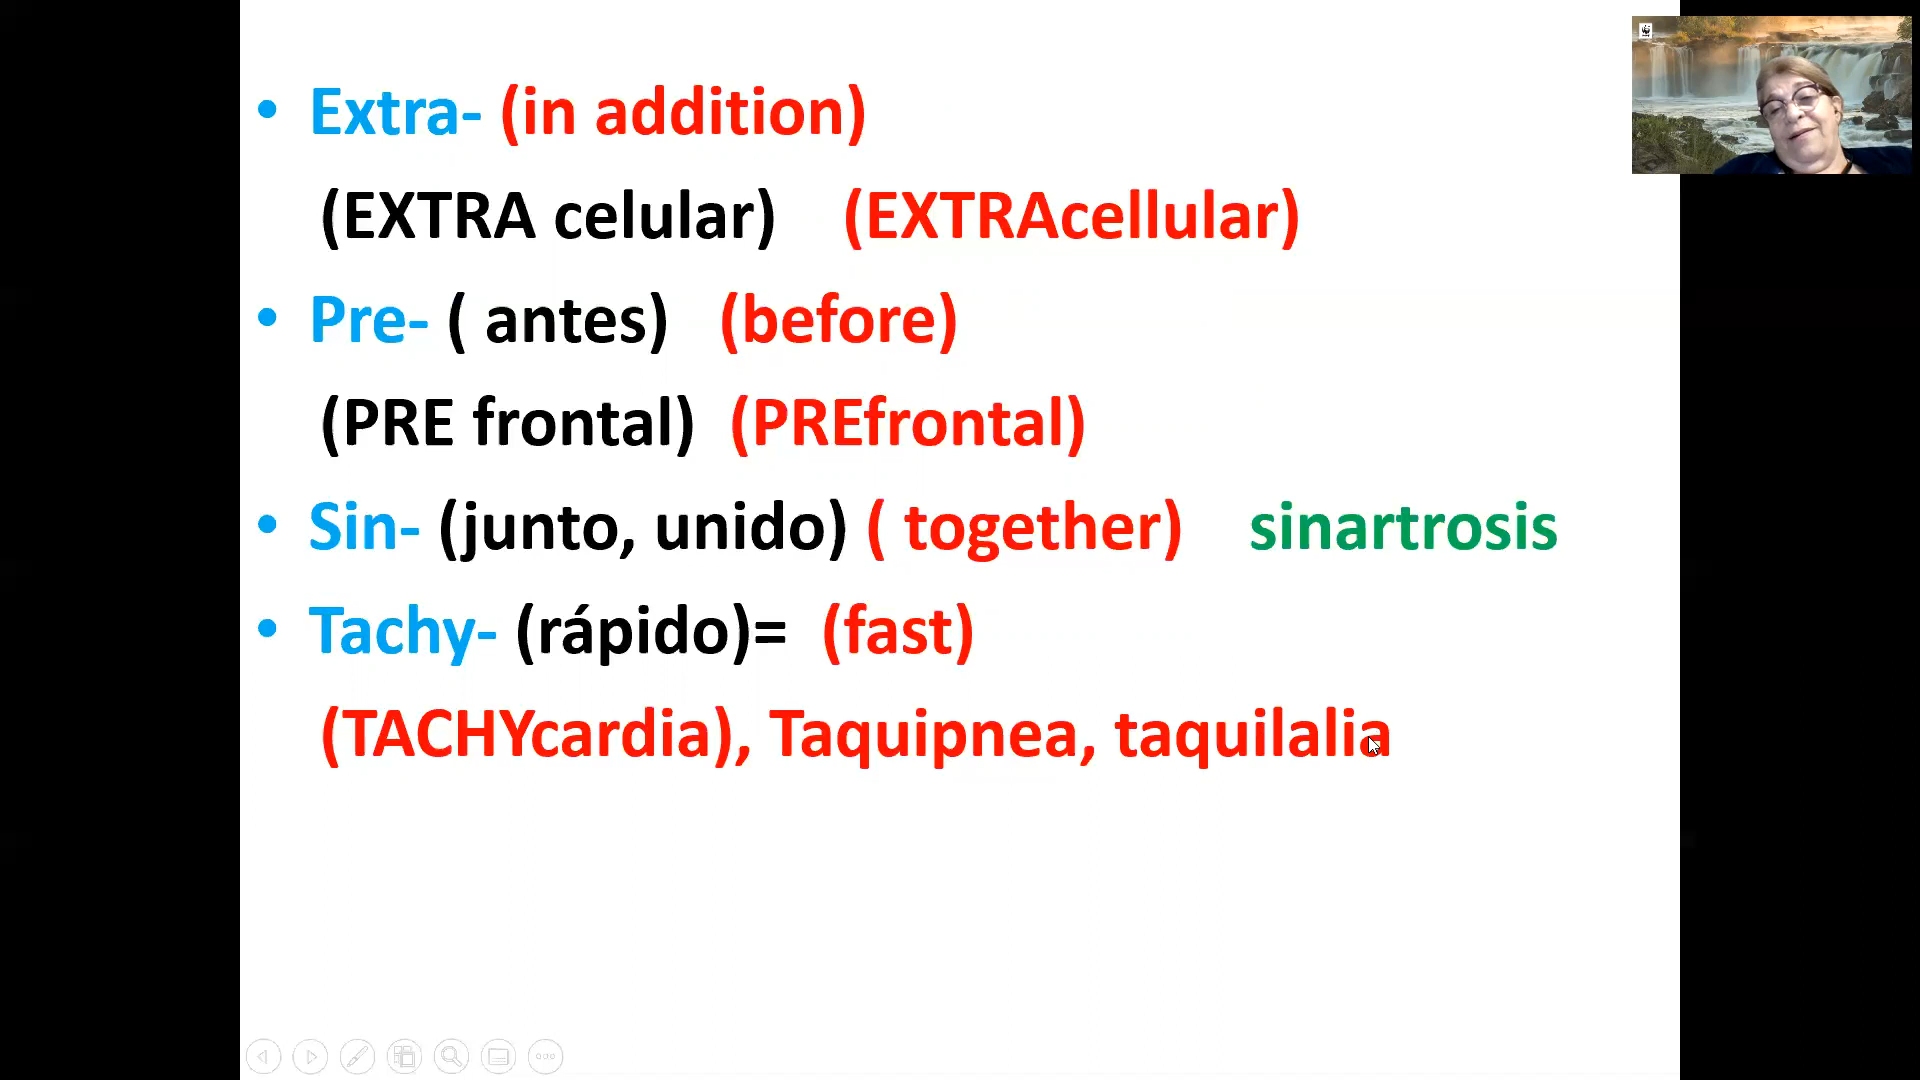 • Extra- (in addition)
(EXTRA celular) (EXTRAcellular)
• Pre- ( antes) (before)
(PRE frontal) (PREfrontal)
• Sin- (junto, unido) ( together) sinartrosis
• Tachy- (rápido)= (fast)
(TACHYcardia), Taquipnea, taquilalia